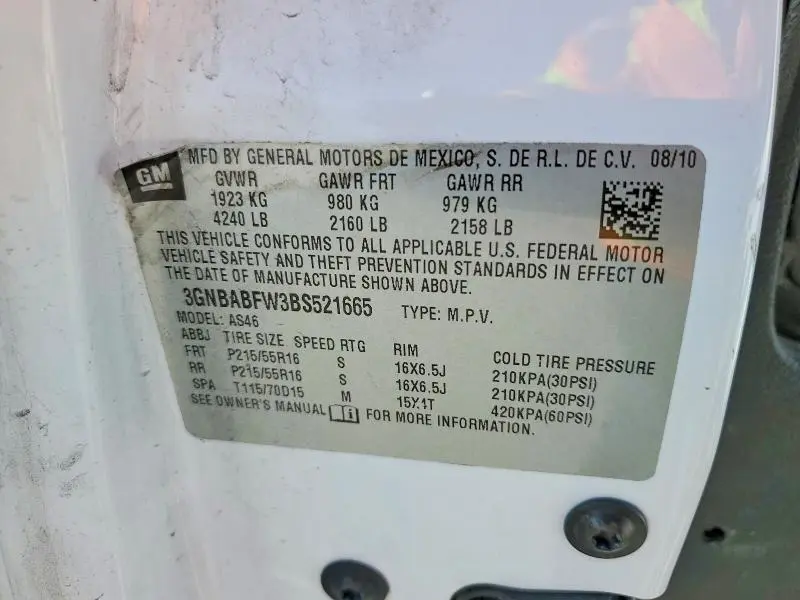 GM
MFD BY GENERAL MOTORS DE MEXICO, S. DE R.L. DE C.V. 08/10
GVWR GAWR FRT GAWR RR
1923 KG 980 KG 979 KG
4240 LB 2160 LB 2158 LB
THIS VEHICLE CONFORMS TO ALL APPLICABLE U.S. FEDERAL MOTOR
VEHICLE SAFETY AND THEFT PREVENTION STANDARDS IN EFFECT ON
THE DATE OF MANUFACTURE SHOWN ABOVE.
3GNBABFW3BS521665 TYPE: M.P.V.
MODEL: AS46
ABBJ TIRE SIZE SPEED RTG RIM COLD TIRE PRESSURE
FRT P215/55R16 S 16X6.5J 210KPA(30PSI)
RR P215/55R16 S 16X6.5J 210KPA(30PSI)
SPA T115/70D15 M 15X4T 420KPA(60PSI)
SEE OWNER'S MANUAL FOR MORE INFORMATION.